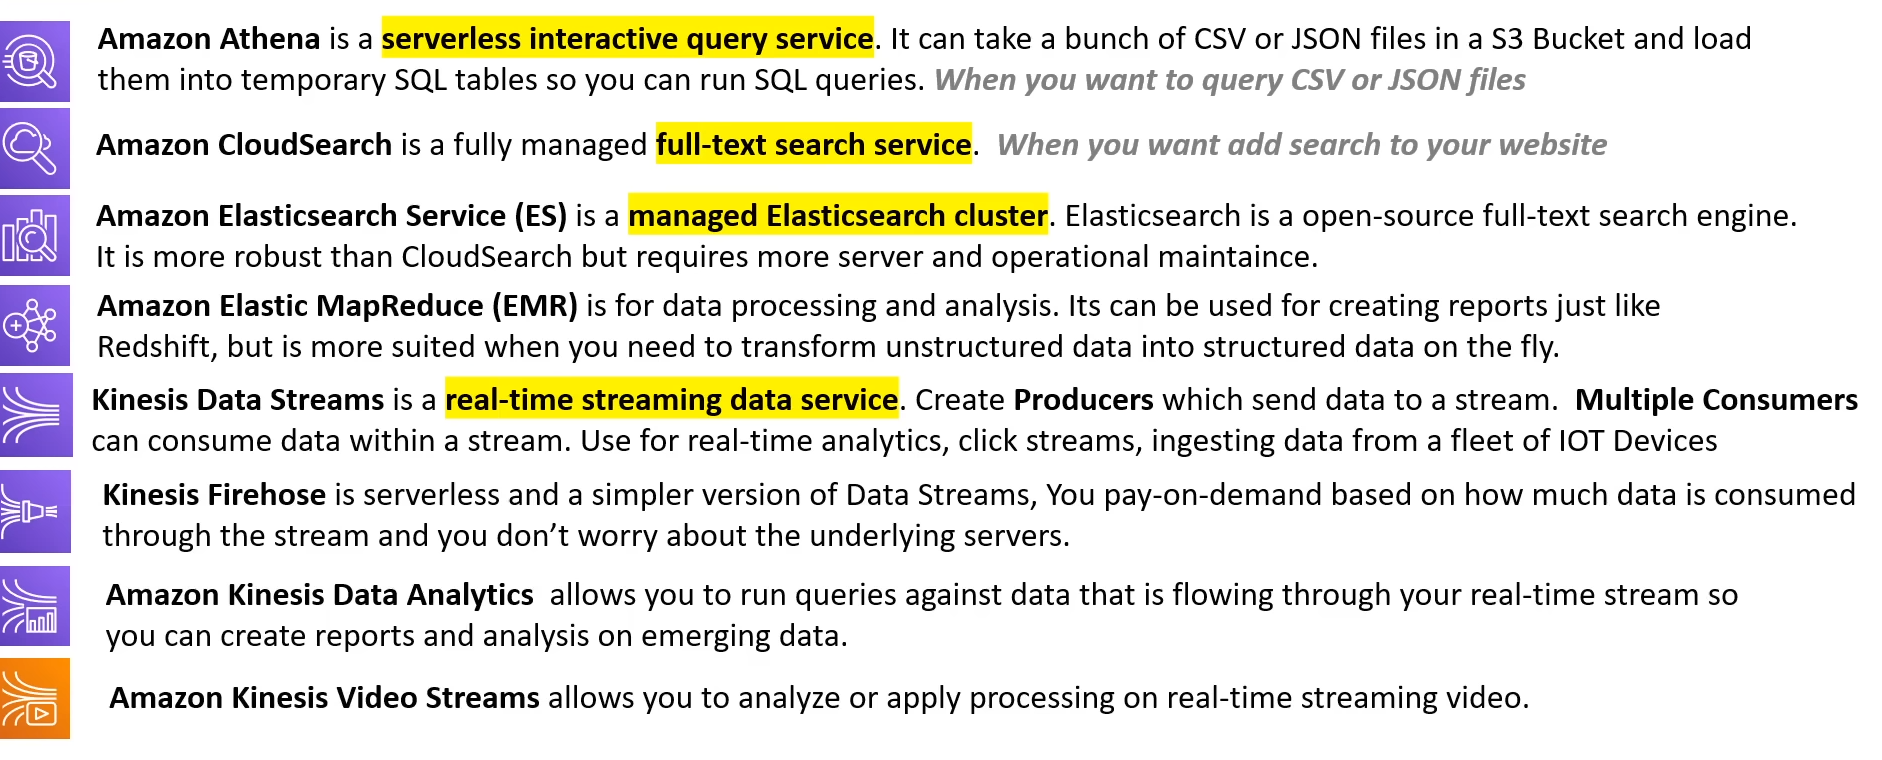 Amazon Athena is a serverless interactive query service. It can take a bunch of CSV or JSON files in a S3 Bucket and load
them into temporary SQL tables so you can run SQL queries. When you want to query CSV or JSON files
Amazon CloudSearch is a fully managed full-text search service. When you want add search to your website
Amazon Elasticsearch Service (ES) is a managed Elasticsearch cluster. Elasticsearch is a open-source full-text search engine.
It is more robust than CloudSearch but requires more server and operational maintaince.
Amazon Elastic MapReduce (EMR) is for data processing and analysis. Its can be used for creating reports just like
Redshift, but is more suited when you need to transform unstructured data into structured data on the fly.
Kinesis Data Streams is a real-time streaming data service. Create Producers which send data to a stream. Multiple Consumers
can consume data within a stream. Use for real-time analytics, click streams, ingesting data from a fleet of IOT Devices
Kinesis Firehose is serverless and a simpler version of Data Streams, You pay-on-demand based on how much data is consumed
through the stream and you don’t worry about the underlying servers.
Amazon Kinesis Data Analytics allows you to run queries against data that is flowing through your real-time stream so
you can create reports and analysis on emerging data.
Amazon Kinesis Video Streams allows you to analyze or apply processing on real-time streaming video.